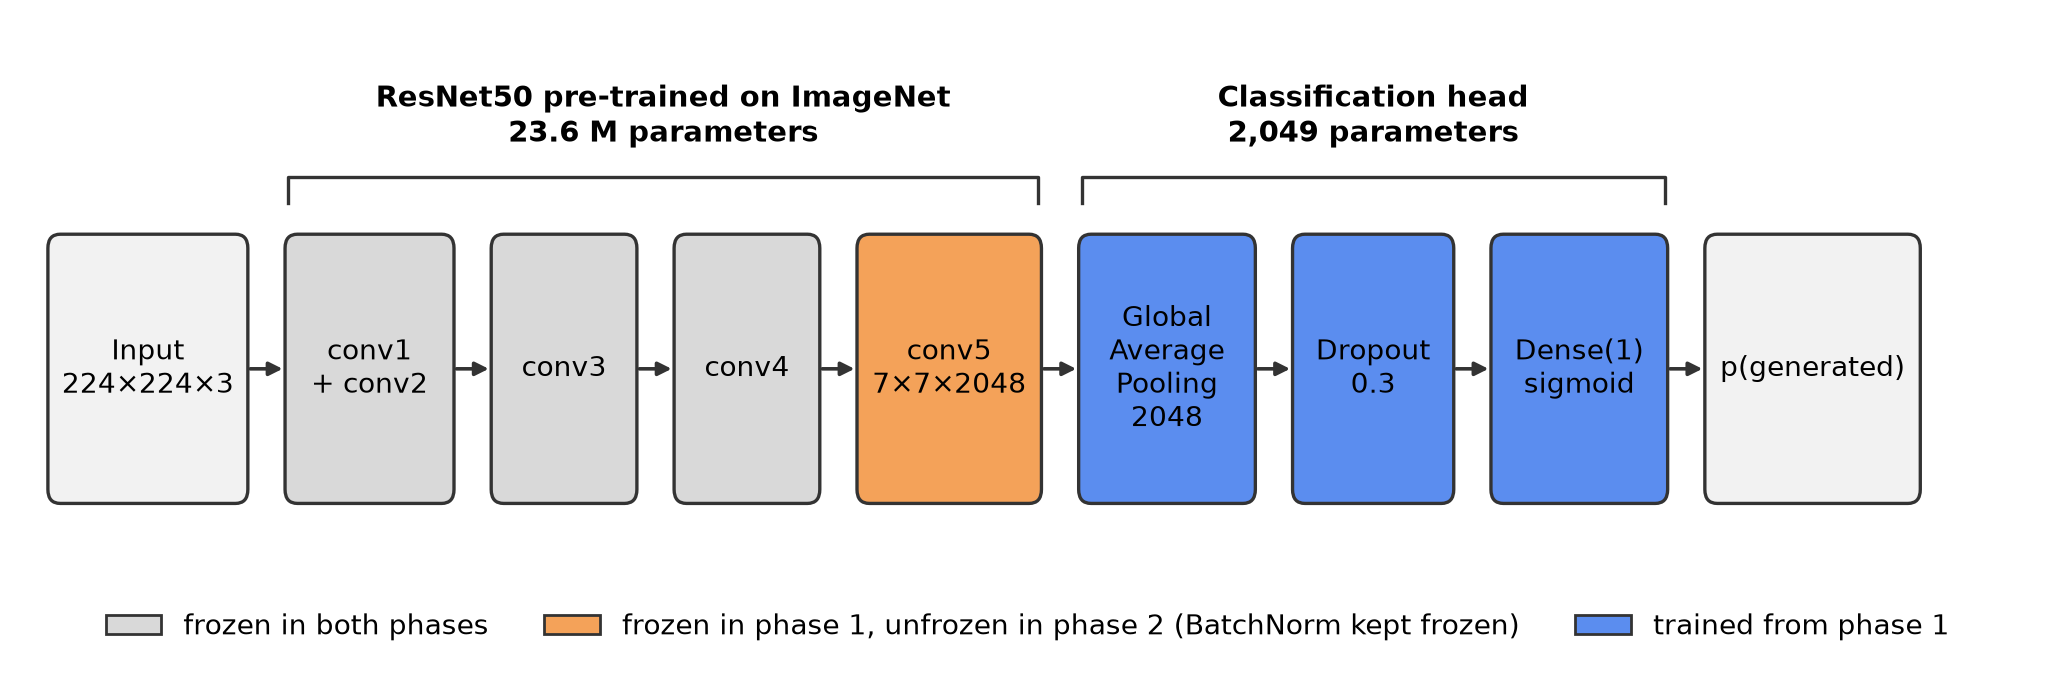 ResNet50 pre-trained on ImageNet
23.6 M parameters
Classification head
2,049 parameters
Input
224×224×3
conv1
+ conv2
conv3
conv4
conv5
7×7×2048
Global
Average
Pooling
2048
Dropout
0.3
Dense(1)
sigmoid
p(generated)
frozen in both phases
frozen in phase 1, unfrozen in phase 2 (BatchNorm kept frozen)
trained from phase 1